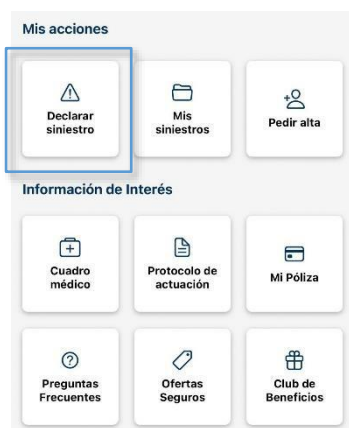 Mis acciones
Declarar
siniestro
Mis
siniestros
Pedir alta
Información de Interés
Cuadro
médico
Protocolo de
actuación
Mi Póliza
Preguntas
Frecuentes
Ofertas
Seguros
Club de
Beneficios